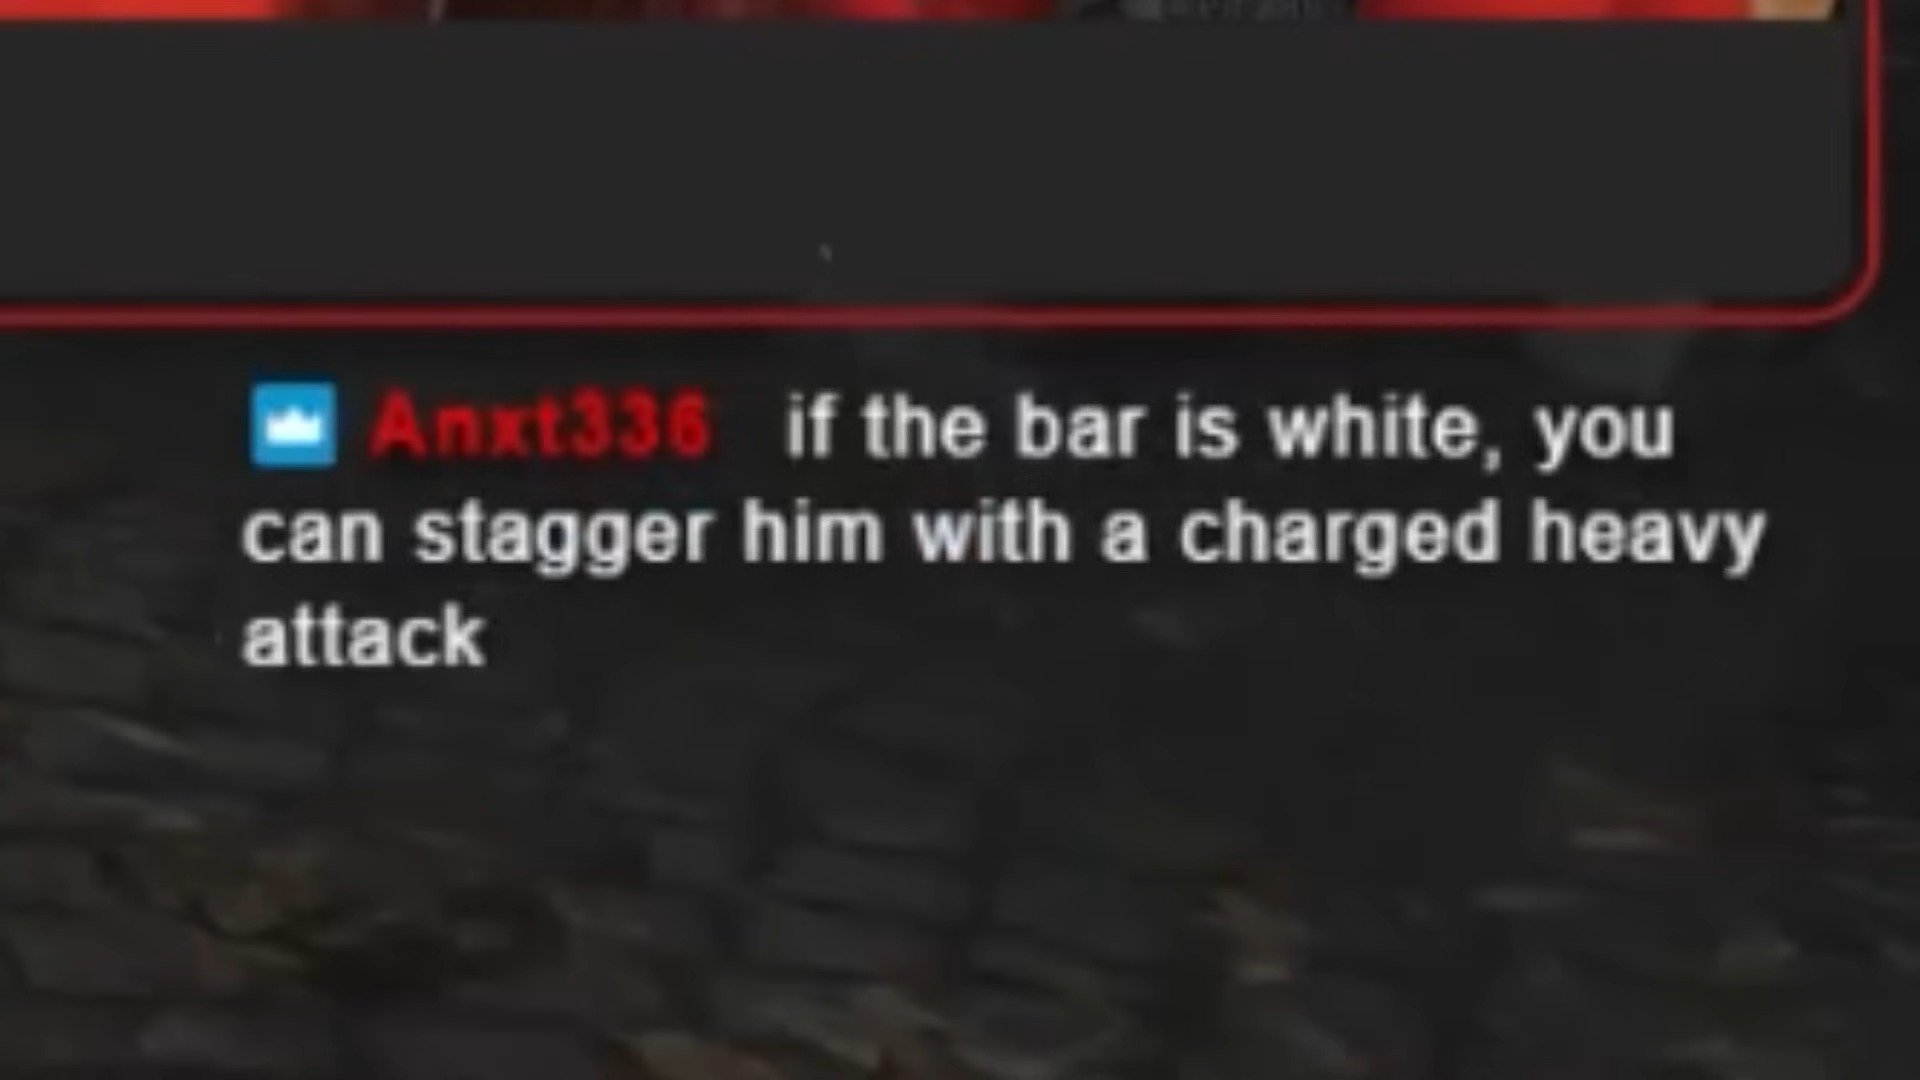 Anxt336 if the bar is white, you
can stagger him with a charged heavy
attack